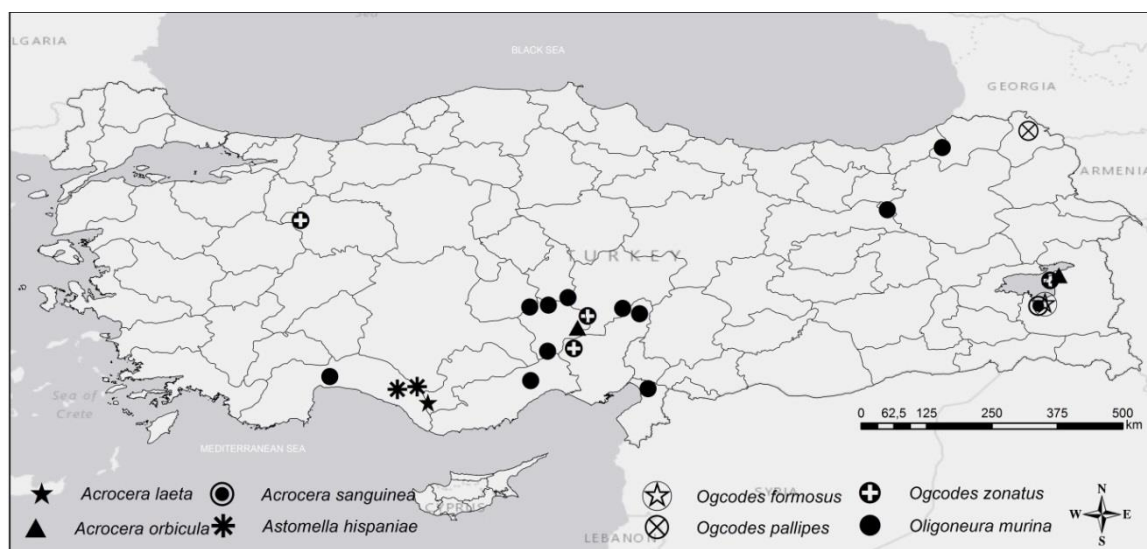 Sea
LGARIA
BLACK SEA
GEORGIA
ARMENIA
TURKEY
Sea of
Crete
MEDITERRANEAN SEA
CYPRUS
SYRIA
LEBANON
0 62,5 125 250 375 500
km
Acrocera laeta
Acrocera sanguinea
Ogcodes formosus
Ogcodes zonatus
Acrocera orbicula
Astomella hispaniae
Ogcodes pallipes
Oligoneura murina
N
W E
S